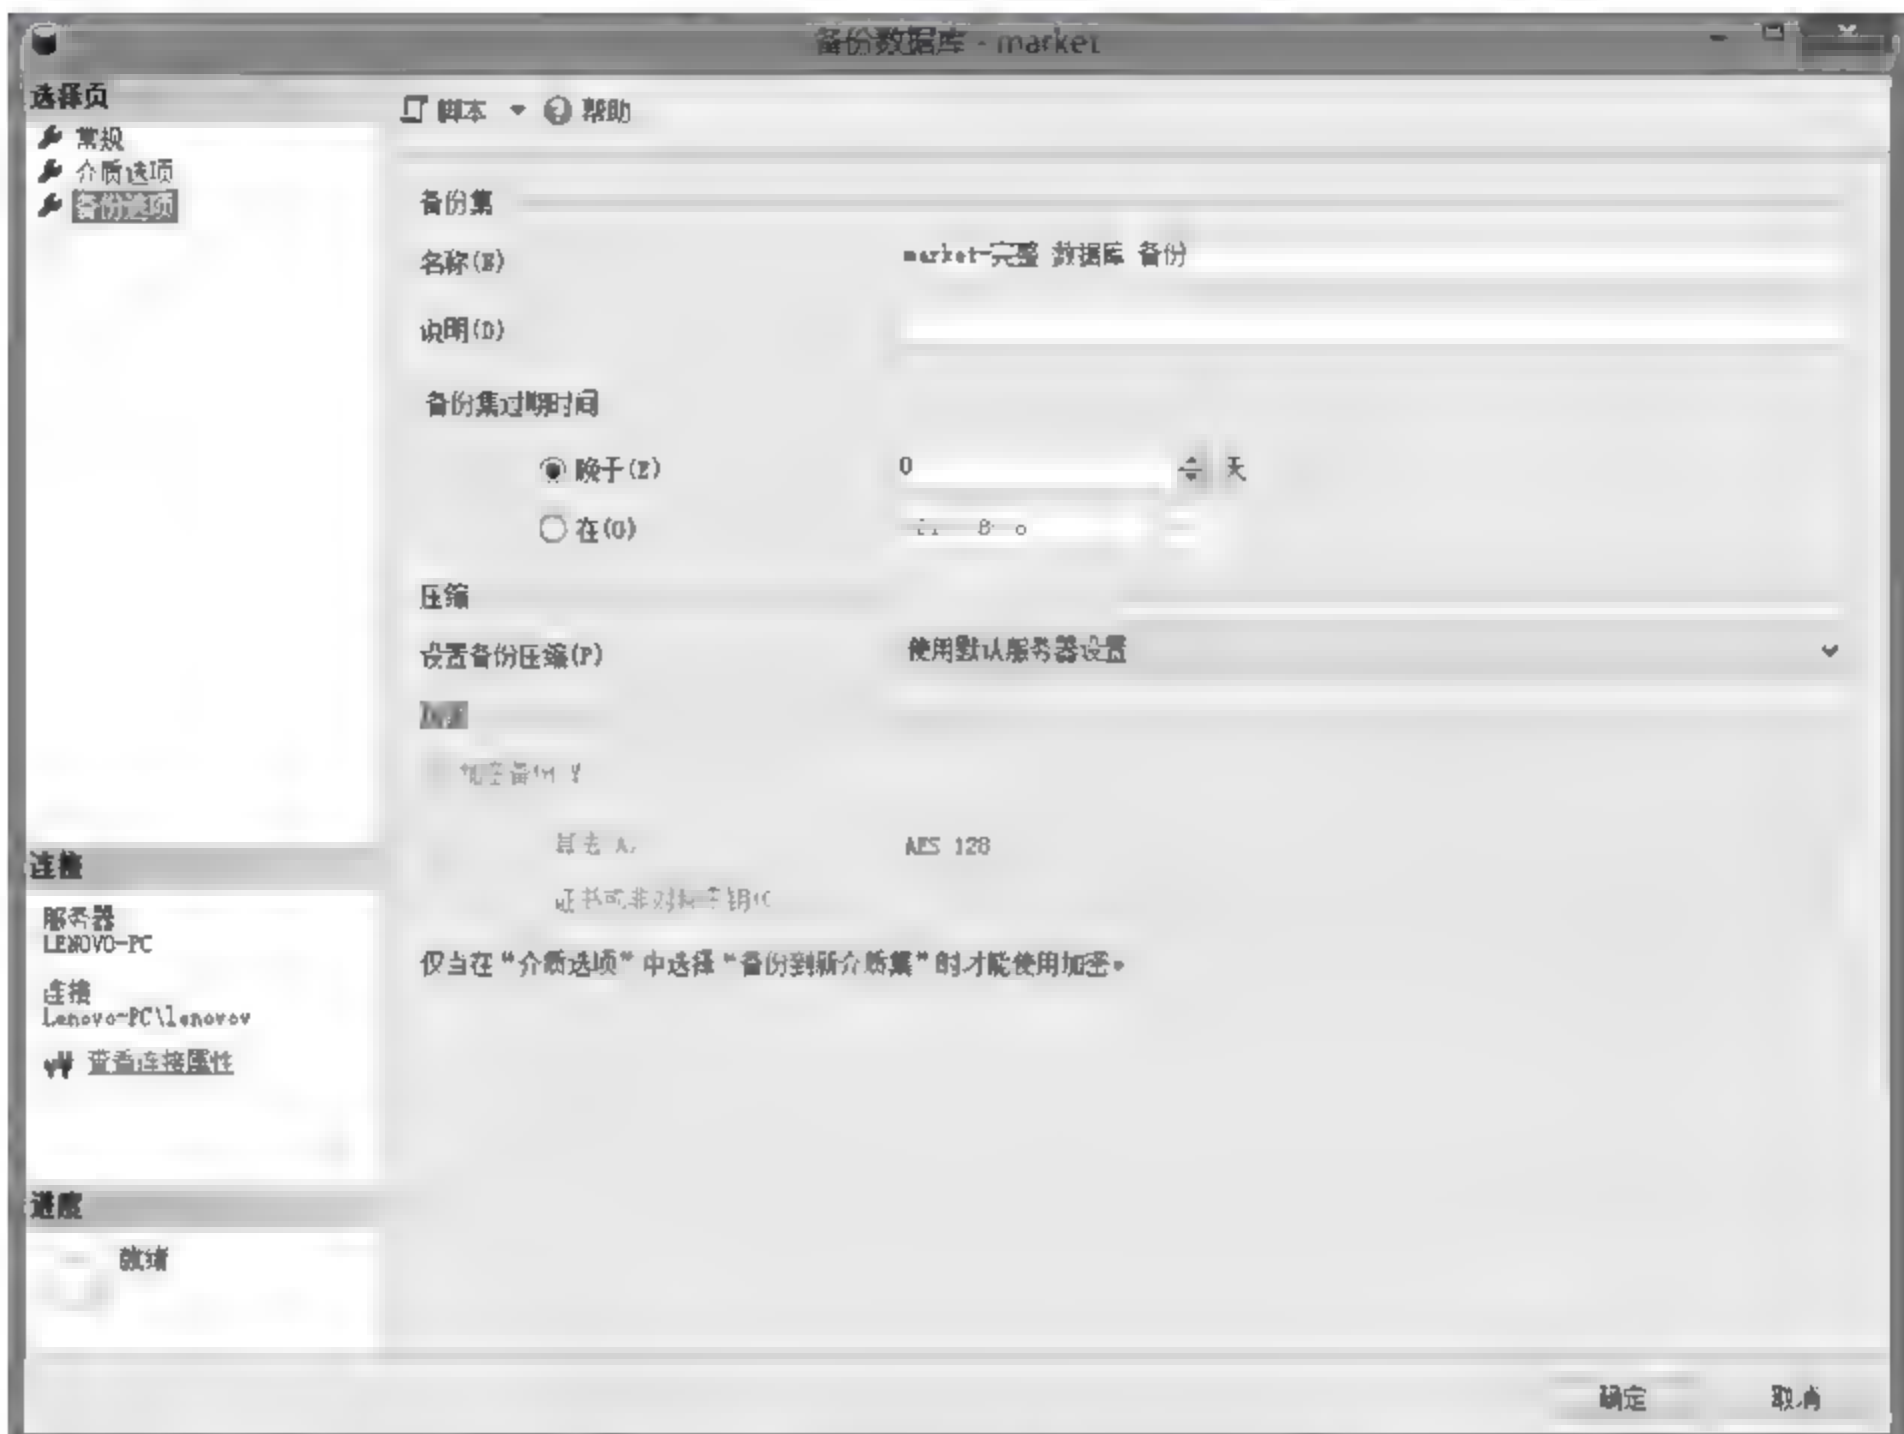 备份数据库 - market
选择页
常规
介质选项
备份选项
脚本 帮助
备份集
名称(N) market-完整 数据库 备份
说明(D)
备份集过期时间
晚于(E) 0 天
在(O)
压缩
设置备份压缩(P) 使用默认服务器设置
AES 128
仅当在“介质选项”中选择“备份到新介质集”时才能使用加密。
连接
服务器
LENOVO-PC
连接
Lenovo-PC\lenovov
查看连接属性
进度
就绪
确定 取消